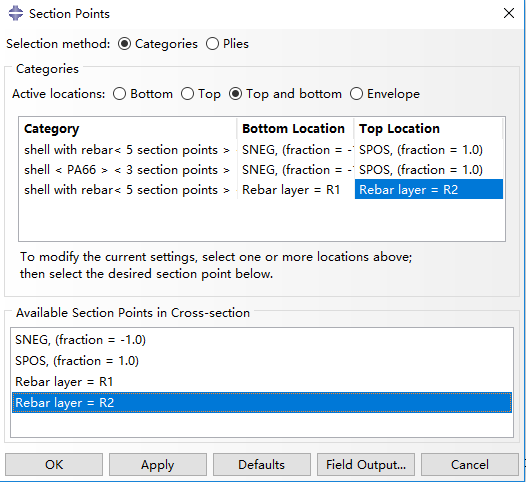 Section Points
Selection method: Categories Plies
Categories
Active locations: Bottom Top Top and bottom Envelope
Category Bottom Location Top Location
shell with rebar< 5 section points > SNEG, (fraction = - SPOS, (fraction = 1.0)
shell < PA66 > < 3 section points > SNEG, (fraction = - SPOS, (fraction = 1.0)
shell with rebar< 5 section points > Rebar layer = R1 Rebar layer = R2
To modify the current settings, select one or more locations above;
then select the desired section point below.
Available Section Points in Cross-section
SNEG, (fraction = -1.0)
SPOS, (fraction = 1.0)
Rebar layer = R1
Rebar layer = R2
OK Apply Defaults Field Output... Cancel